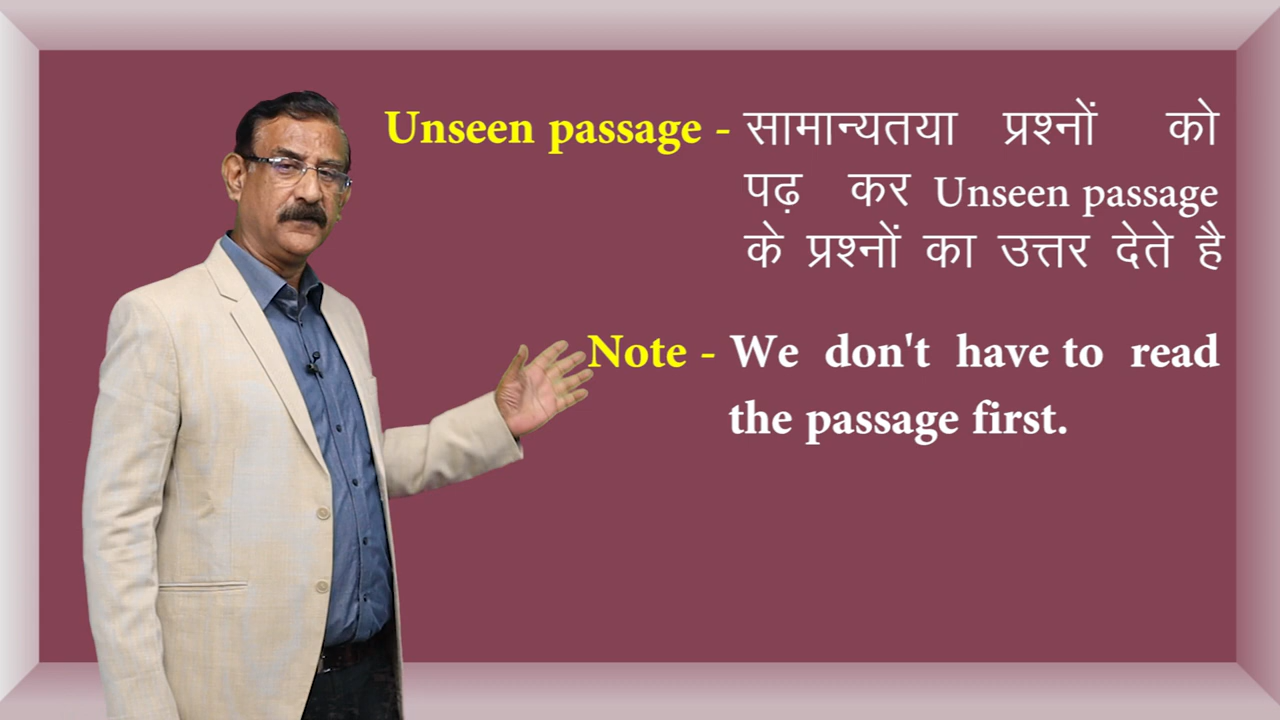 Unseen passage - सामान्यतया प्रश्नों को
पढ़ कर Unseen passage
के प्रश्नों का उत्तर देते है
Note - We don't have to read
the passage first.